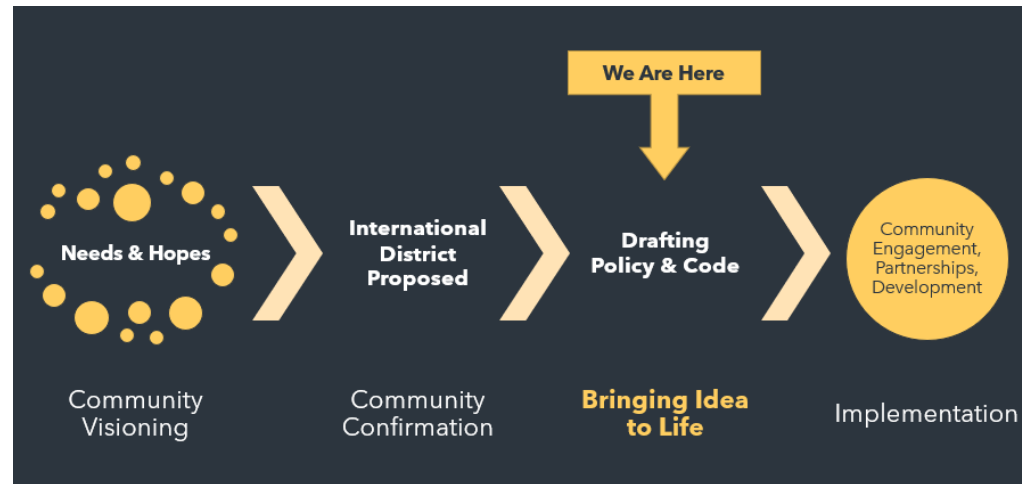 We Are Here
Needs & Hopes
International
District
Proposed
Drafting
Policy & Code
Community
Engagement,
Partnerships,
Development
Community
Visioning
Community
Confirmation
Bringing Idea
to Life
Implementation